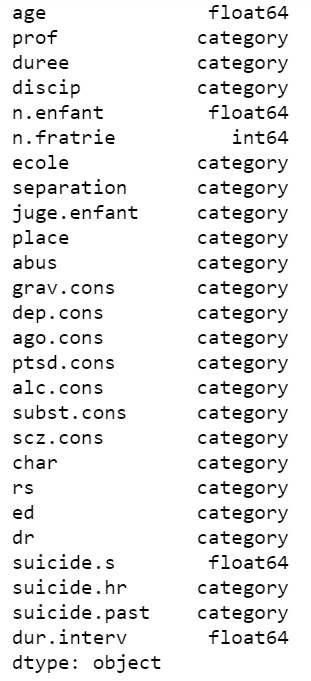 age float64
prof category
duree category
discip category
n.enfant float64
n.fratrie int64
ecole category
separation category
juge.enfant category
place category
abus category
grav.cons category
dep.cons category
ago.cons category
ptsd.cons category
alc.cons category
subst.cons category
scz.cons category
char category
rs category
ed category
dr category
suicide.s float64
suicide.hr category
suicide.past category
dur.interv float64
dtype: object